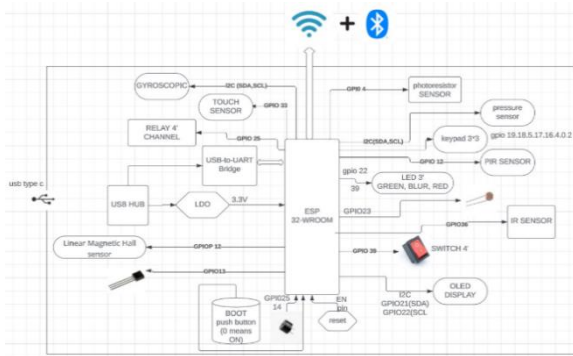 +
GYROSCOPIC
I2C (SDA,SCL)
GPIO 4
photoresistor
SENSOR
TOUCH
SENSOR
GPIO 33
pressure
sensor
RELAY 4'
CHANNEL
GPIO 25
I2C(SDA,SCL)
keypad 3*3
gpio 19.18.5.17.16.4.0.2
USB-to-UART
Bridge
GPIO 12
PIR SENSOR
gpio 22
39
LED 3'
GREEN, BLUR, RED
usb type c
USB HUB
LDO
3.3V
ESP
32-WROOM
GPIO23
GPIO36
IR SENSOR
Linear Magnetic Hall
sensor
GPIOP 12
GPIO 39
SWITCH 4'
GPIO13
BOOT
push button
(0 means
ON)
GPIO25
14
EN
pin
reset
I2C
GPIO21(SDA)
GPIO22(SCL
OLED
DISPLAY